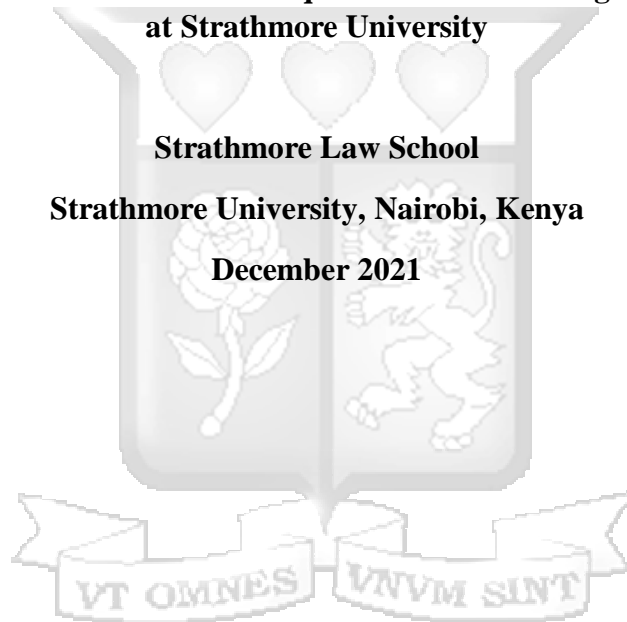 at Strathmore University
Strathmore Law School
Strathmore University, Nairobi, Kenya
December 2021
VT OMNES VNVM SINT